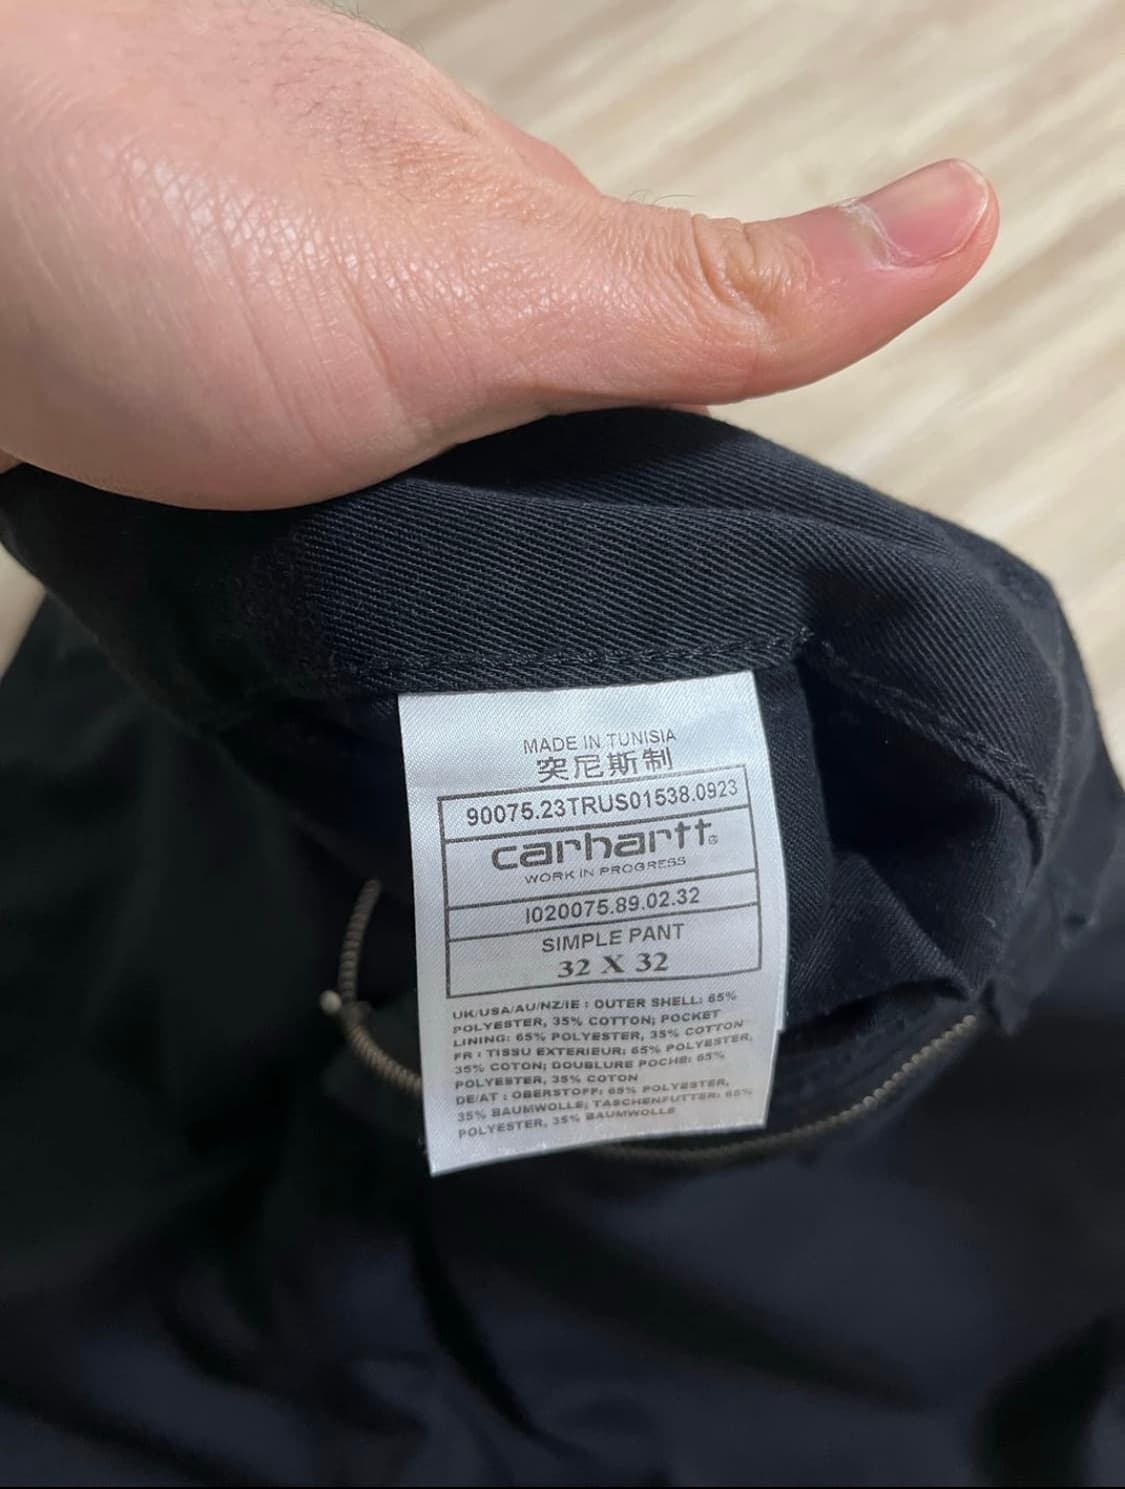 MADE IN TUNISIA
突尼斯制
90075.23TRUS01538.0923
carhartt®
WORK IN PROGRESS
I020075.89.02.32
SIMPLE PANT
32 X 32
UK/USA/AU/NZ/IE : OUTER SHELL: 65%
POLYESTER, 35% COTTON; POCKET
LINING: 65% POLYESTER, 35% COTTON
FR : TISSU EXTERIEUR: 65% POLYESTER,
35% COTON; DOUBLURE POCHE: 65%
POLYESTER, 35% COTON
DE/AT : OBERSTOFF: 65% POLYESTER,
35% BAUMWOLLE; TASCHENFUTTER: 65%
POLYESTER, 35% BAUMWOLLE